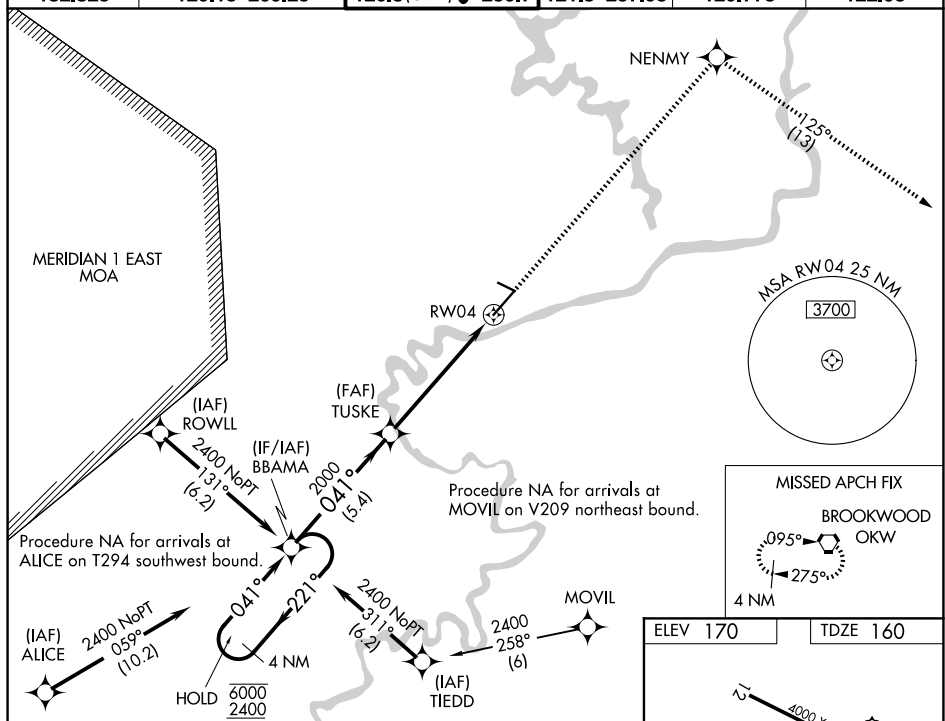 NENMY
125°
(13)
MERIDIAN 1 EAST
MOA
MSA RW04 25 NM
3700
RW04
(FAF)
TUSKE
(IAF)
ROWLL
2400 NoPT
131°
(6.2)
(IF/IAF)
BBAMA
2000
041°
(5.4)
Procedure NA for arrivals at
MOVIL on V209 northeast bound.
MISSED APCH FIX
BROOKWOOD
OKW
095°
275°
4 NM
Procedure NA for arrivals at
ALICE on T294 southwest bound.
041°
221°
2400 NoPT
311°
(6.2)
MOVIL
2400
258°
(6)
(IAF)
ALICE
2400 NoPT
059°
(10.2)
4 NM
HOLD
6000
2400
(IAF)
TIEDD
ELEV 170
TDZE 160
12
4000